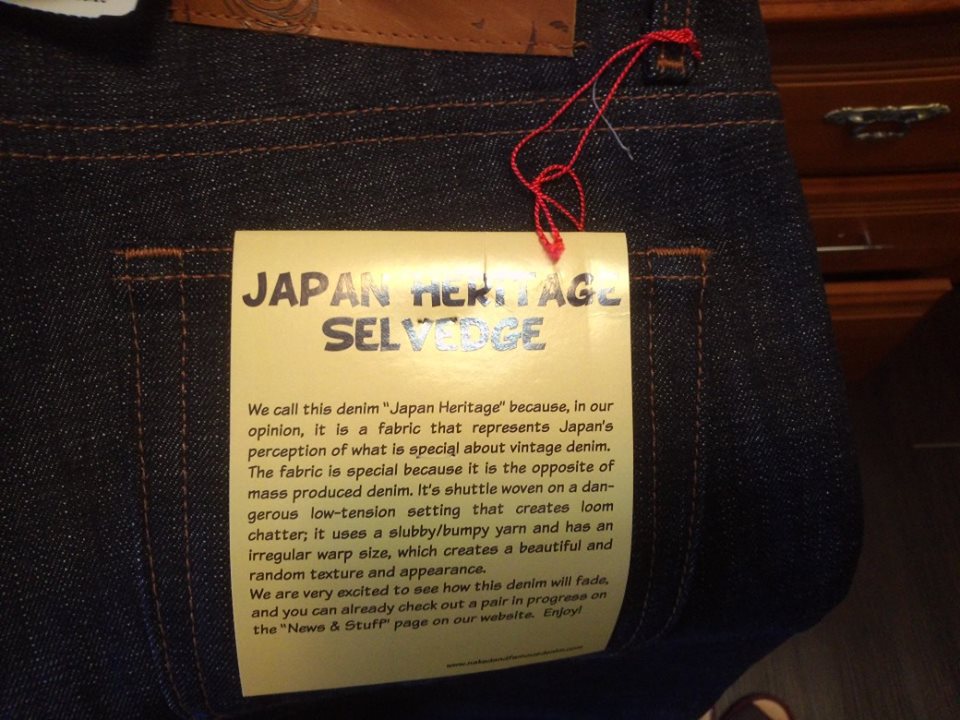 JAPAN HERITAGE
SELVEDGE
We call this denim "Japan Heritage" because, in our
opinion, it is a fabric that represents Japan's
perception of what is special about vintage denim.
The fabric is special because it is the opposite of
mass produced denim. It's shuttle woven on a dan-
gerous low-tension setting that creates loom
chatter; it uses a slubby/bumpy yarn and has an
irregular warp size, which creates a beautiful and
random texture and appearance.
We are very excited to see how this denim will fade,
and you can already check out a pair in progress on
the "News & Stuff" page on our website. Enjoy!
www.nakedandfamousdenim.com